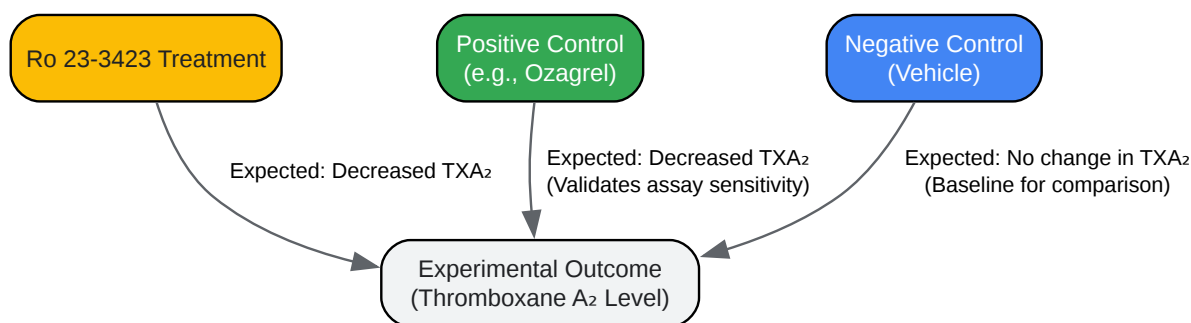 Ro 23-3423 Treatment
Positive Control
(e.g., Ozagrel)
Negative Control
(Vehicle)
Expected: Decreased TXA₂
Expected: Decreased TXA₂
(Validates assay sensitivity)
Expected: No change in TXA₂
(Baseline for comparison)
Experimental Outcome
(Thromboxane A₂ Level)